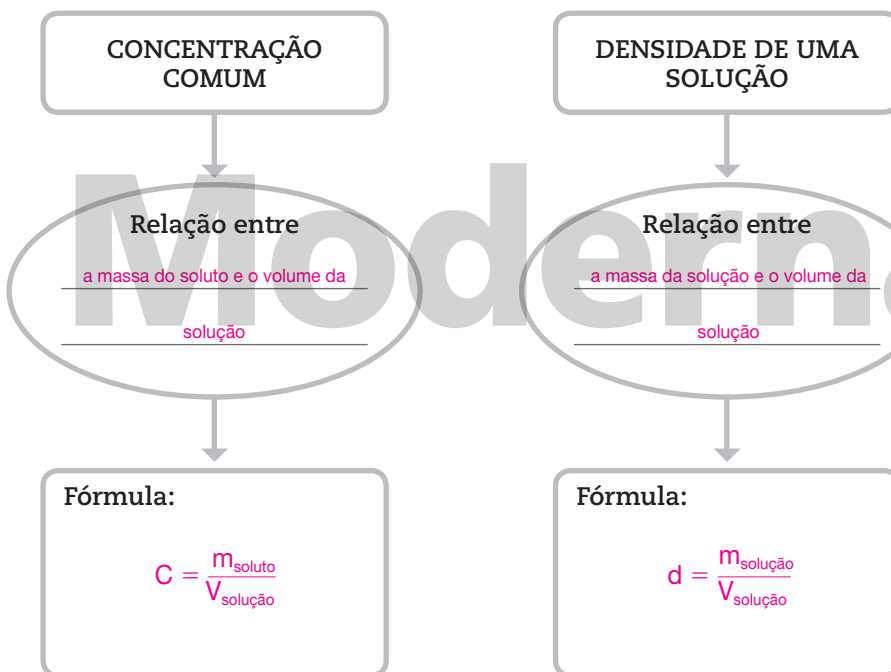 CONCENTRAÇÃO
COMUM
Relação entre
a massa do soluto e o volume da
solução
Fórmula:
C = m_soluto / V_solução
DENSIDADE DE UMA
SOLUÇÃO
Relação entre
a massa da solução e o volume da
solução
Fórmula:
d = m_solução / V_solução
Moderna